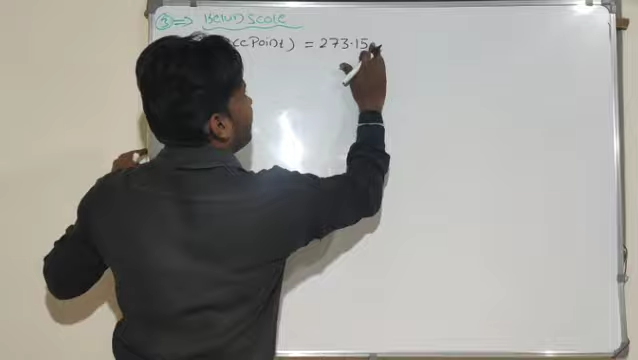 ③ ⇒ Kelvin Scale
ice Point) = 273.15